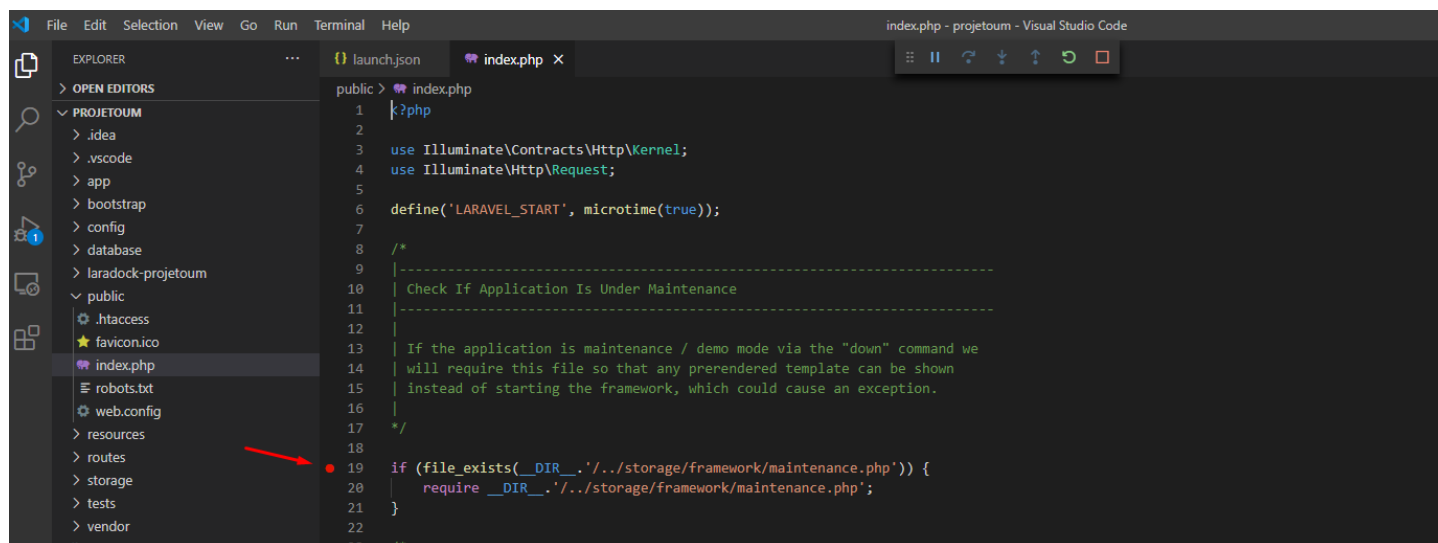 File Edit Selection View Go Run Terminal Help index.php - projetoum - Visual Studio Code
EXPLORER ···
OPEN EDITORS
PROJETOUM
.idea
.vscode
app
bootstrap
config
database
laradock-projetoum
public
.htaccess
favicon.ico
index.php
robots.txt
web.config
resources
routes
storage
tests
vendor
1
{} launch.json index.php ×
public > index.php
1 <?php
2
3 use Illuminate\Contracts\Http\Kernel;
4 use Illuminate\Http\Request;
5
6 define('LARAVEL_START', microtime(true));
7
8 /*
9 |--------------------------------------------------------------------------
10 | Check If Application Is Under Maintenance
11 |--------------------------------------------------------------------------
12 |
13 | If the application is maintenance / demo mode via the "down" command we
14 | will require this file so that any prerendered template can be shown
15 | instead of starting the framework, which could cause an exception.
16 |
17 */
18
19 if (file_exists(__DIR__.'/../storage/framework/maintenance.php')) {
20 require __DIR__.'/../storage/framework/maintenance.php';
21 }
22